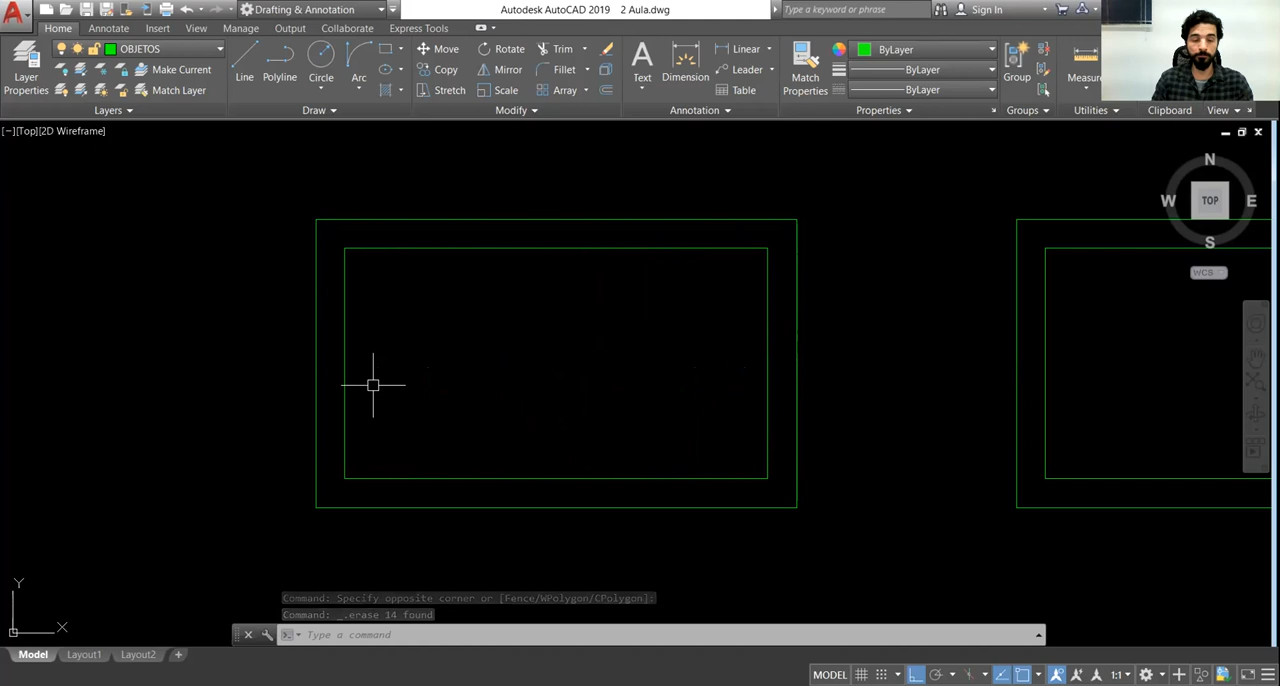 Drafting & Annotation
Autodesk AutoCAD 2019 2 Aula.dwg
Type a keyword or phrase
Sign In
Home Annotate Insert View Manage Output Collaborate Express Tools
Layer Properties
OBJETOS
Make Current
Match Layer
Line Polyline Circle Arc
Move Rotate Trim
Copy Mirror Fillet
Stretch Scale Array
Text Dimension
Linear
Leader
Table
Match Properties
ByLayer
ByLayer
ByLayer
Group
Measure
Layers Draw Modify Annotation Properties Groups Utilities Clipboard View
[−][Top][2D Wireframe]
N
W TOP E
S
WCS
Y
X
Command: Specify opposite corner or [Fence/WPolygon/CPolygon]:
Command: _.erase 14 found
Type a command
Model Layout1 Layout2 +
MODEL 1:1